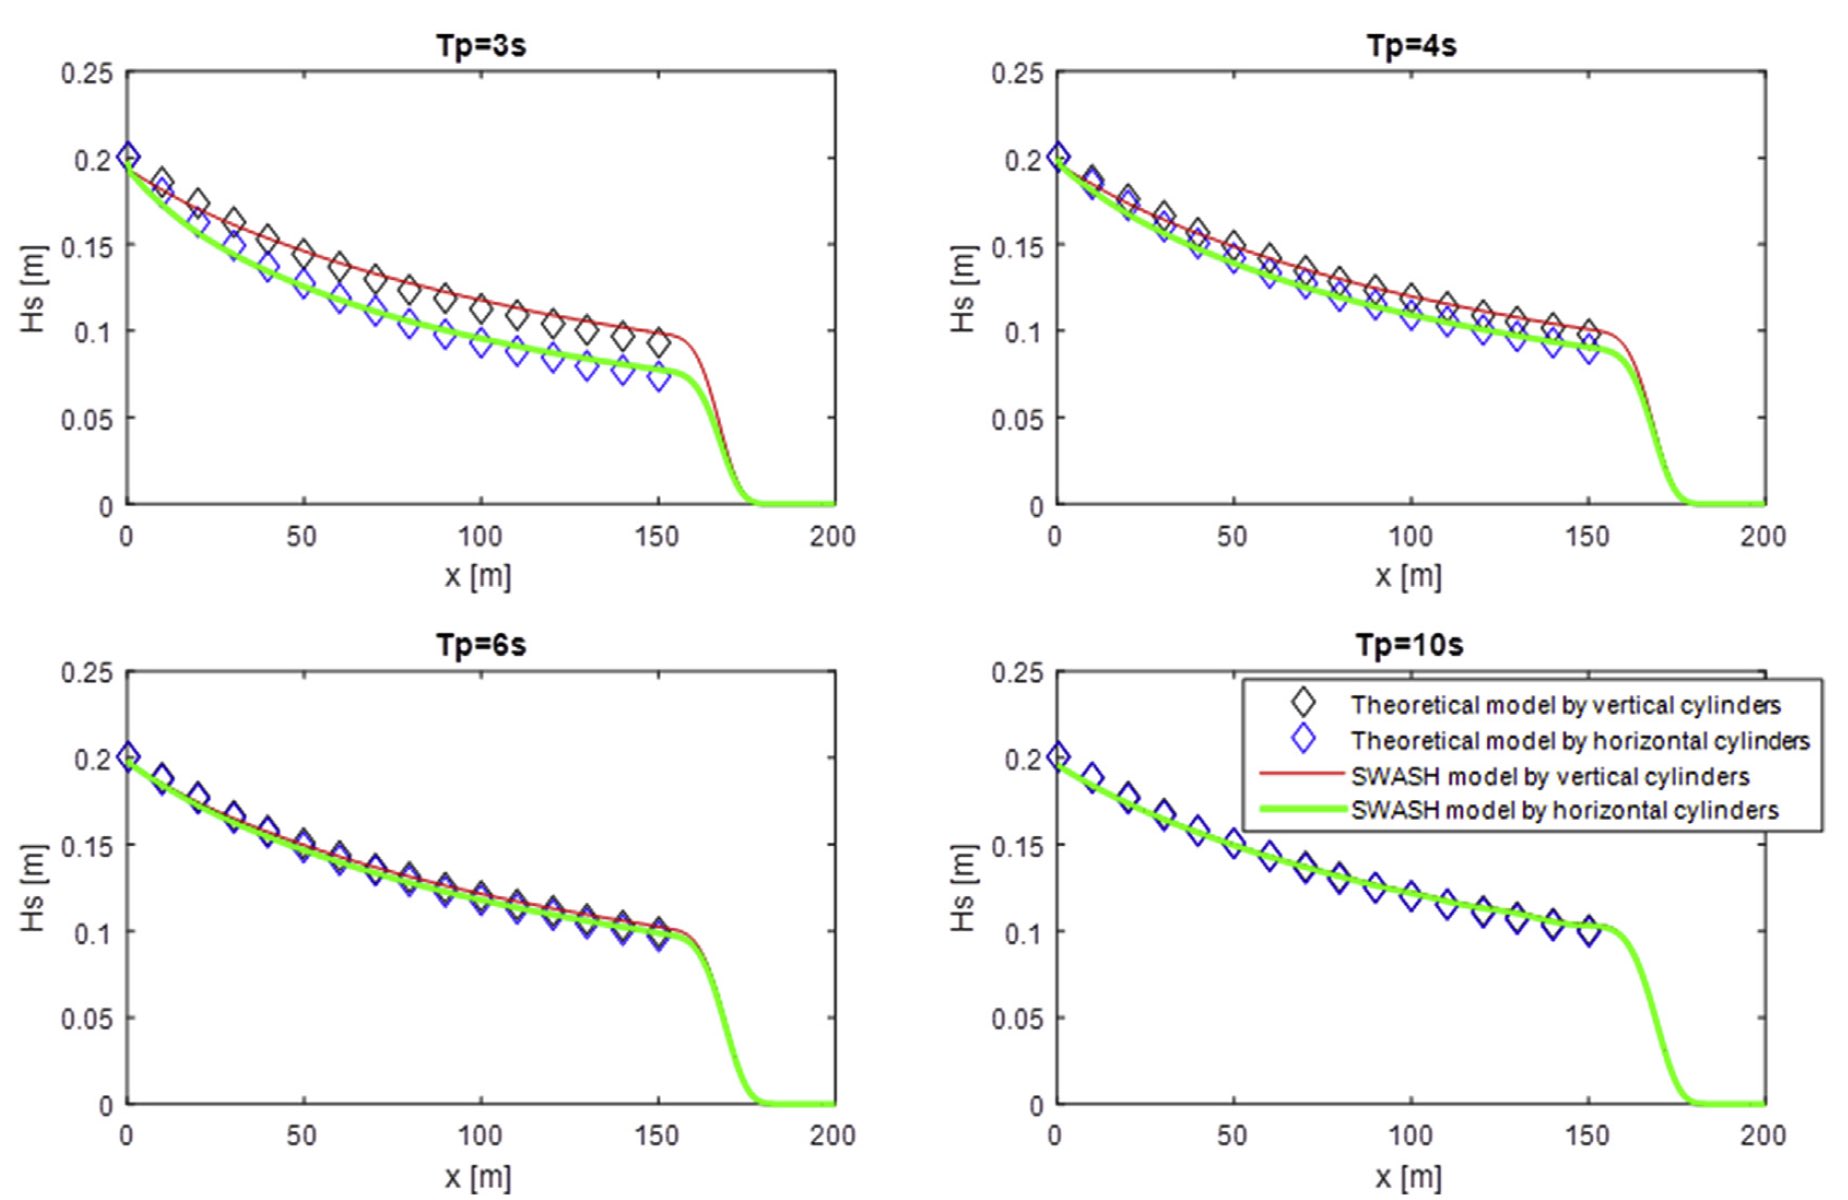 Tp=3s
0.25
0.2
0.15
0.1
0.05
0
Hs [m]
0 50 100 150 200
x [m]
Tp=4s
0.25
0.2
0.15
0.1
0.05
0
Hs [m]
0 50 100 150 200
x [m]
Tp=6s
0.25
0.2
0.15
0.1
0.05
0
Hs [m]
0 50 100 150 200
x [m]
Tp=10s
0.25
0.2
0.15
0.1
0.05
0
Hs [m]
Theoretical model by vertical cylinders
Theoretical model by horizontal cylinders
SWASH model by vertical cylinders
SWASH model by horizontal cylinders
0 50 100 150 200
x [m]